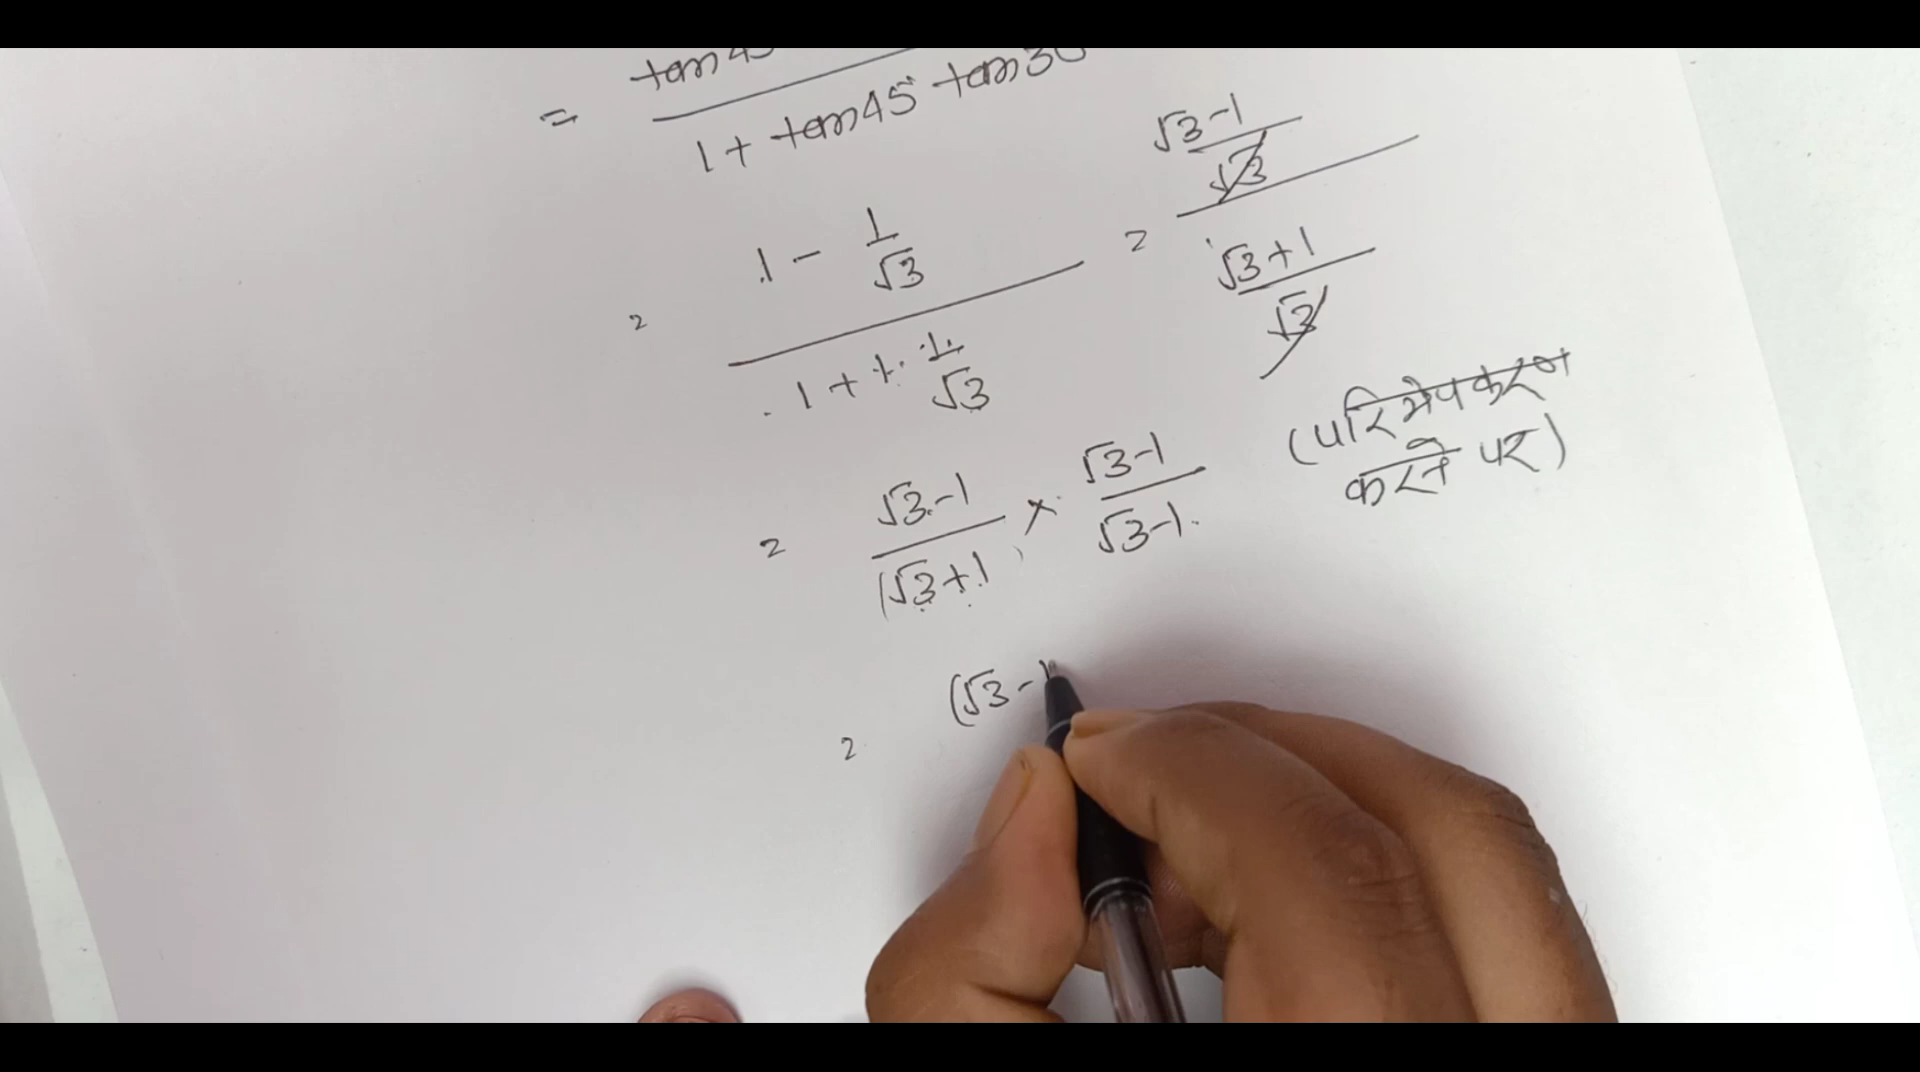 = tan45
1 + tan45 tan30
= 1 - 1/√3 / 1 + 1 · 1/√3 = √3-1/√3 / √3+1/√3
= √3-1/(√3+1) × √3-1/√3-1 (परिमेयकरण
करने पर)
= (√3-1